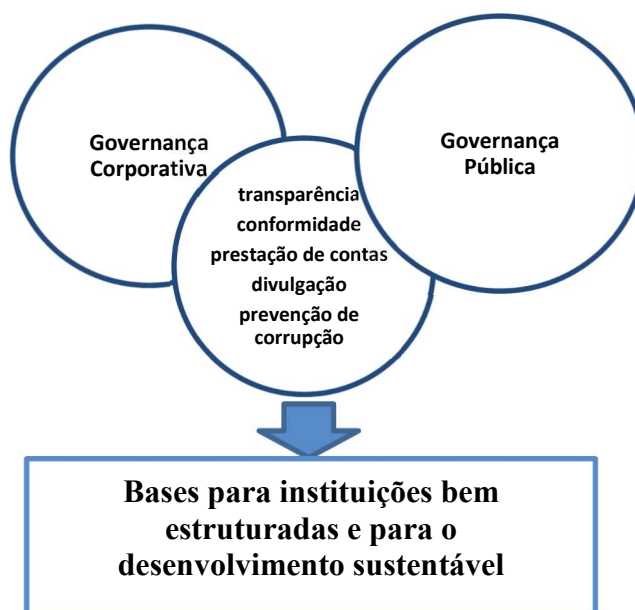 Governança
Corporativa
Governança
Pública
transparência
conformidade
prestação de contas
divulgação
prevenção de
corrupção
Bases para instituições bem
estruturadas e para o
desenvolvimento sustentável